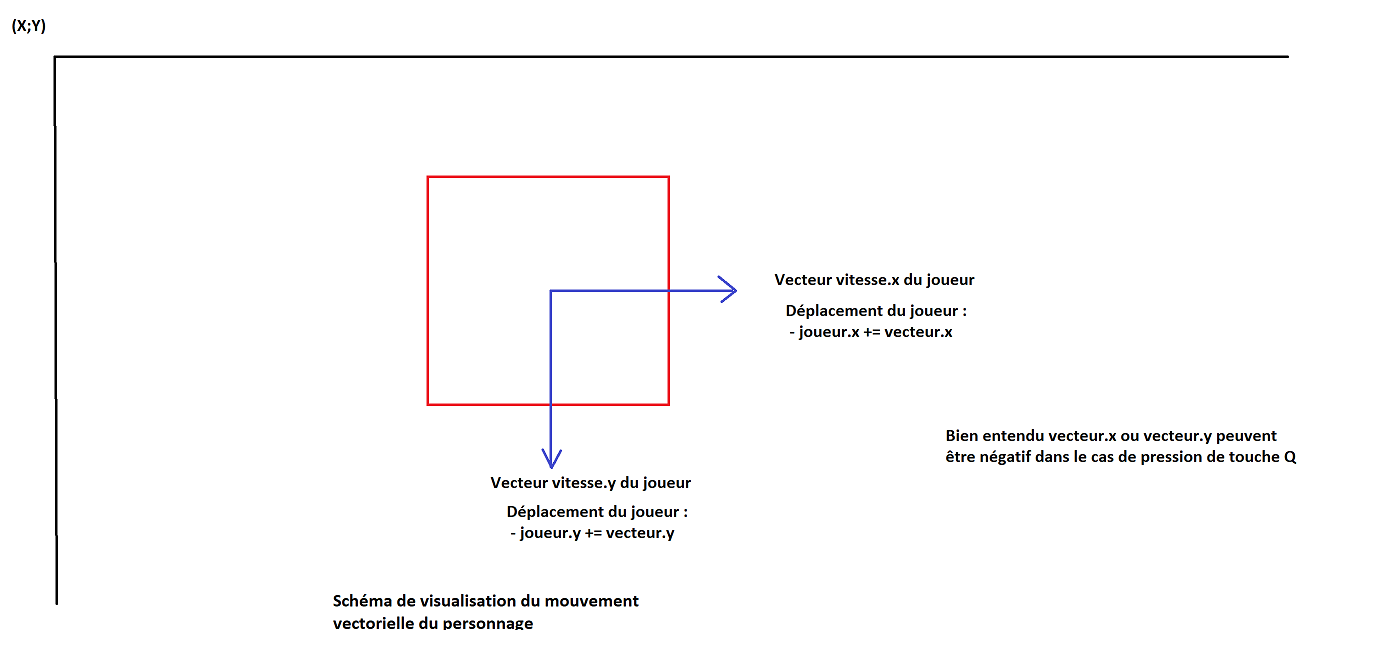 (X;Y)
Vecteur vitesse.x du joueur
Déplacement du joueur :
- joueur.x += vecteur.x
Bien entendu vecteur.x ou vecteur.y peuvent
être négatif dans le cas de pression de touche Q
Vecteur vitesse.y du joueur
Déplacement du joueur :
- joueur.y += vecteur.y
Schéma de visualisation du mouvement
vectorielle du personnage